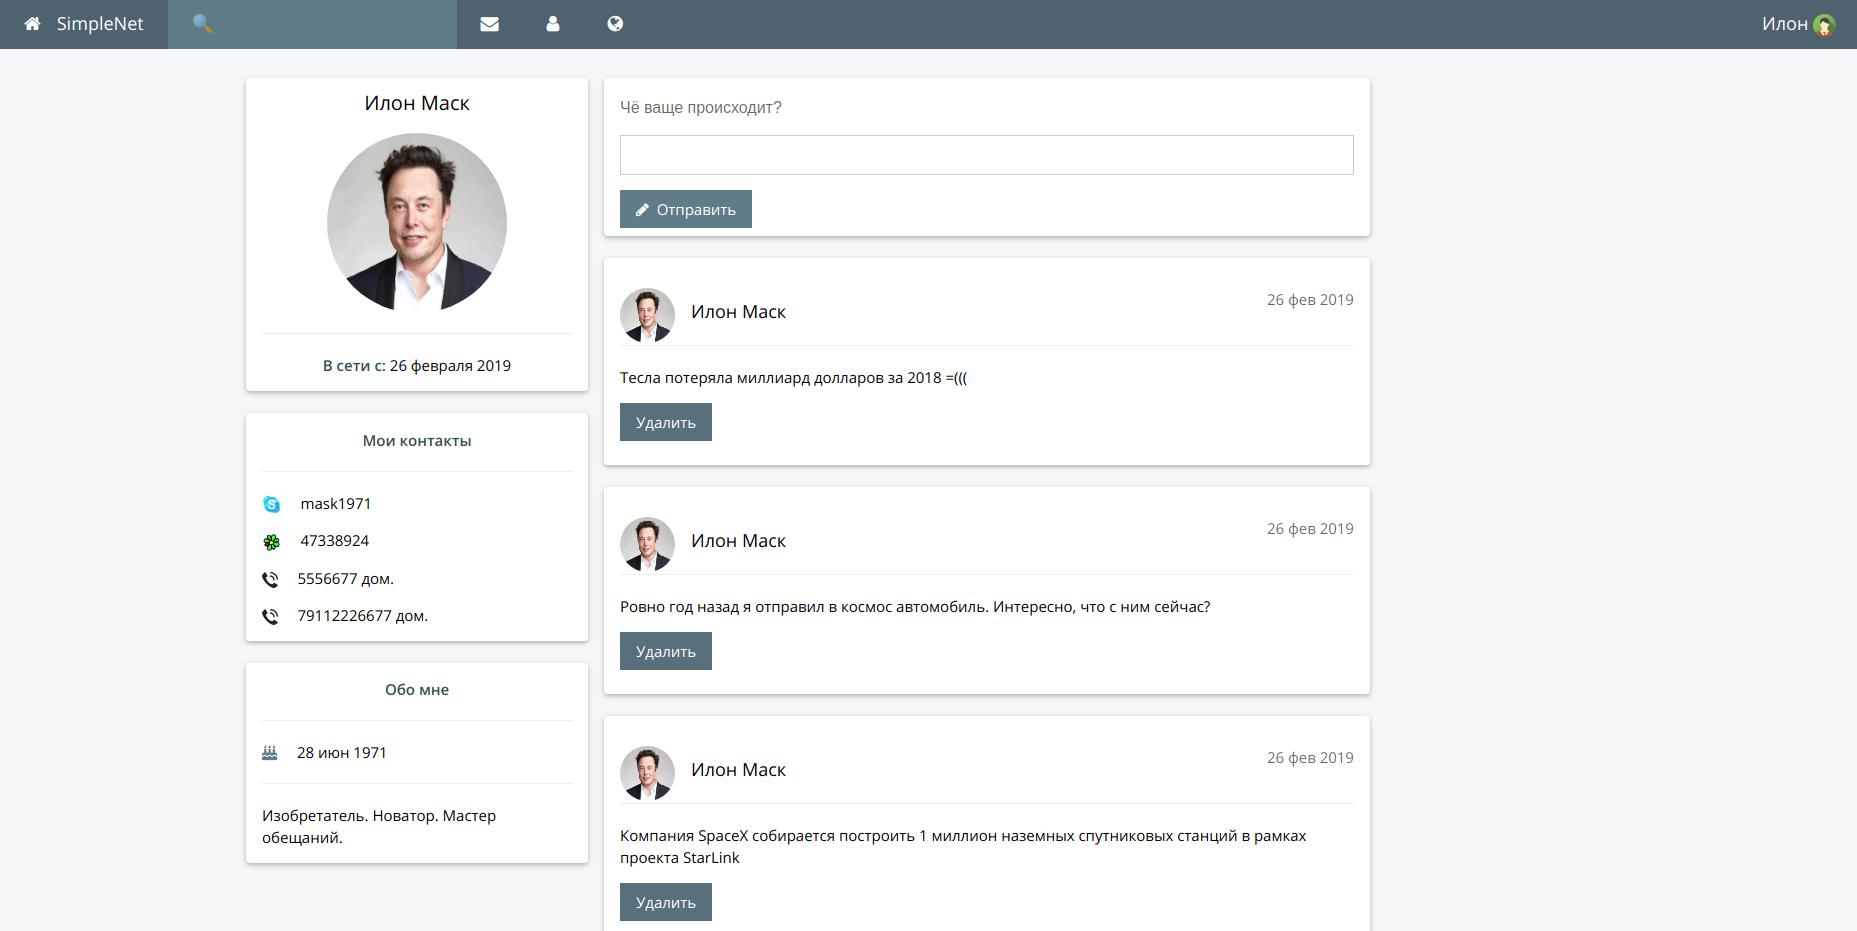 SimpleNet
Илон
Илон Маск
В сети с: 26 февраля 2019
Мои контакты
mask1971
47338924
5556677 дом.
79112226677 дом.
Обо мне
28 июн 1971
Изобретатель. Новатор. Мастер
обещаний.
Чё ваще происходит?
Отправить
Илон Маск
26 фев 2019
Тесла потеряла миллиард долларов за 2018 =(((
Удалить
Илон Маск
26 фев 2019
Ровно год назад я отправил в космос автомобиль. Интересно, что с ним сейчас?
Удалить
Илон Маск
26 фев 2019
Компания SpaceX собирается построить 1 миллион наземных спутниковых станций в рамках
проекта StarLink
Удалить